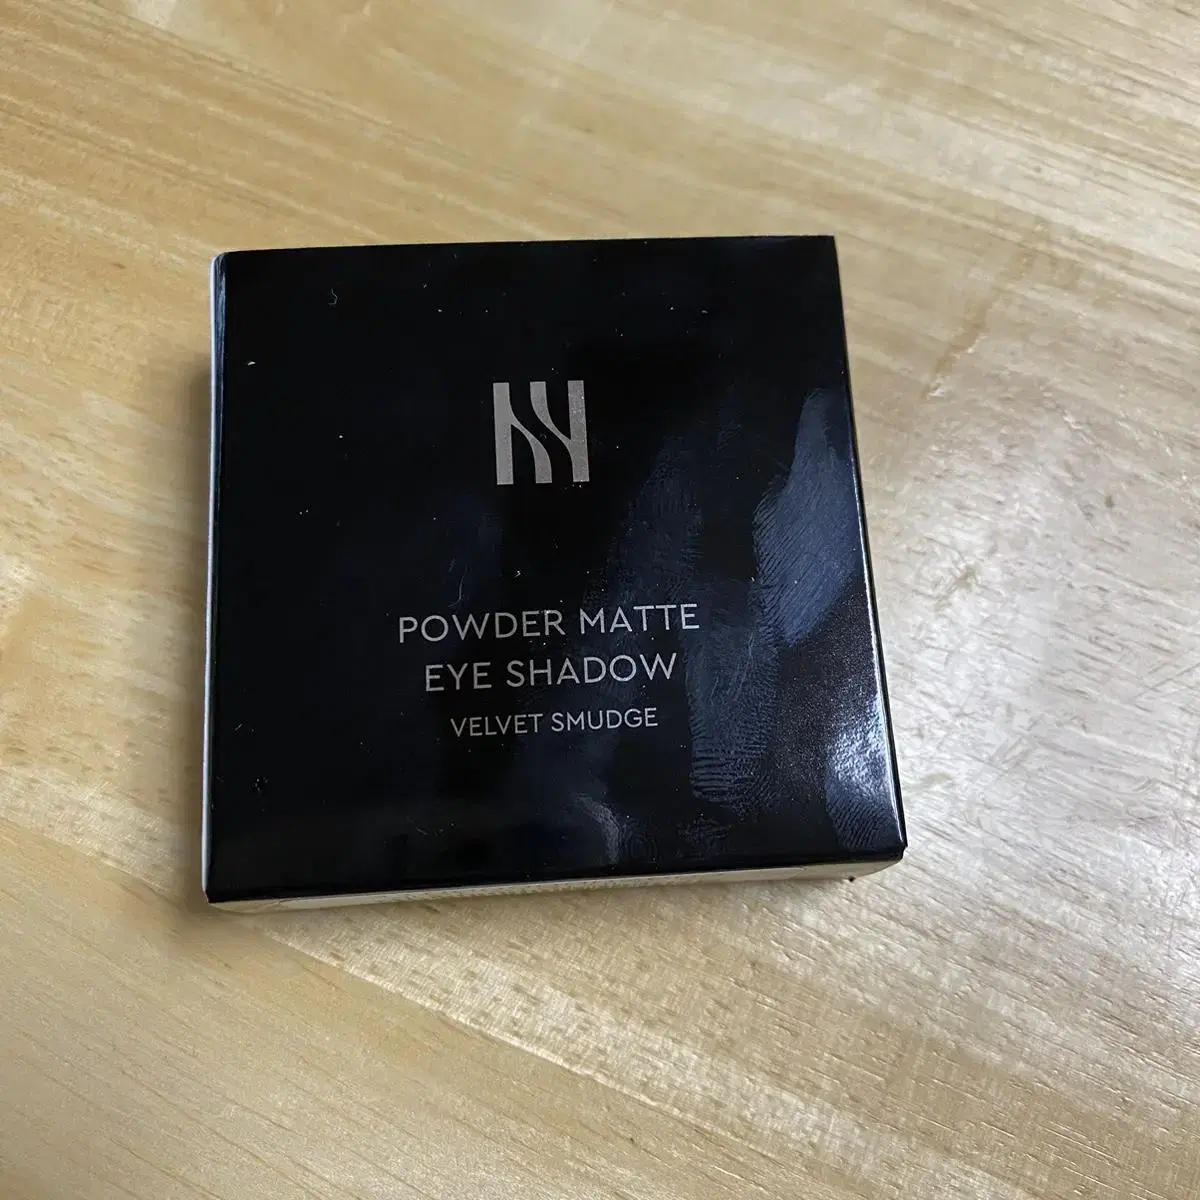 POWDER MATTE
EYE SHADOW
VELVET SMUDGE